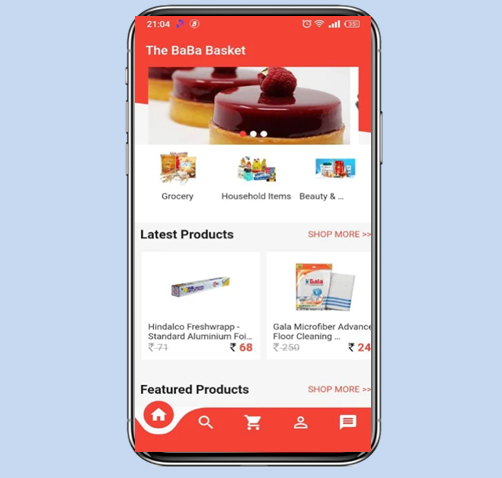 21:04
The BaBa Basket
Grocery Household Items Beauty & ...
Latest Products SHOP MORE >>
Hindalco Freshwrapp - Standard Aluminium Foi...
₹ 71 ₹ 68
Gala
Gala Microfiber Advance
Floor Cleaning ...
₹ 250 ₹ 24
Featured Products SHOP MORE >>